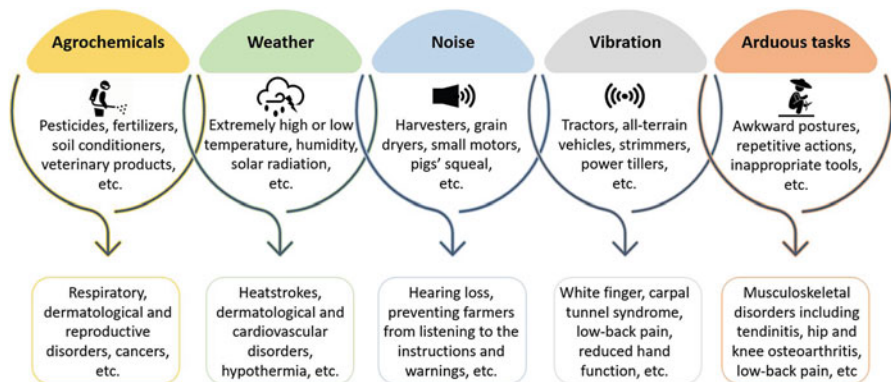 Agrochemicals
Pesticides, fertilizers,
soil conditioners,
veterinary products,
etc.
Respiratory,
dermatological and
reproductive
disorders, cancers,
etc.
Weather
Extremely high or low
temperature, humidity,
solar radiation,
etc.
Heatstrokes,
dermatological and
cardiovascular
disorders,
hypothermia, etc.
Noise
Harvesters, grain
dryers, small motors,
pigs’ squeal,
etc.
Hearing loss,
preventing farmers
from listening to the
instructions and
warnings, etc.
Vibration
Tractors, all-terrain
vehicles, strimmers,
power tillers,
etc.
White finger, carpal
tunnel syndrome,
low-back pain,
reduced hand
function, etc.
Arduous tasks
Awkward postures,
repetitive actions,
inappropriate tools,
etc.
Musculoskeletal
disorders including
tendinitis, hip and
knee osteoarthritis,
low-back pain, etc